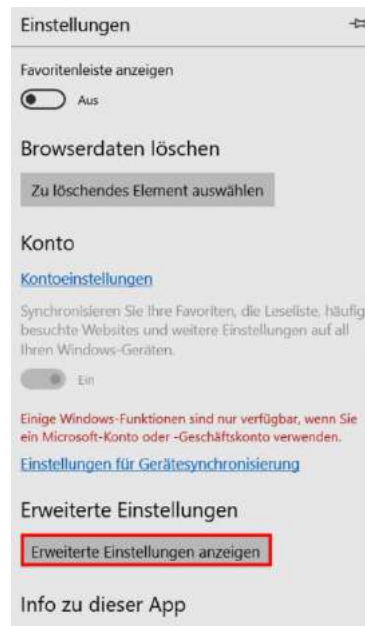 Einstellungen
Favoritenleiste anzeigen
Aus
Browserdaten löschen
Zu löschendes Element auswählen
Konto
Kontoeinstellungen
Synchronisieren Sie Ihre Favoriten, die Leseliste, häufig
besuchte Websites und weitere Einstellungen auf all
Ihren Windows-Geräten.
Ein
Einige Windows-Funktionen sind nur verfügbar, wenn Sie
ein Microsoft-Konto oder -Geschäftskonto verwenden.
Einstellungen für Gerätesynchronisierung
Erweiterte Einstellungen
Erweiterte Einstellungen anzeigen
Info zu dieser App